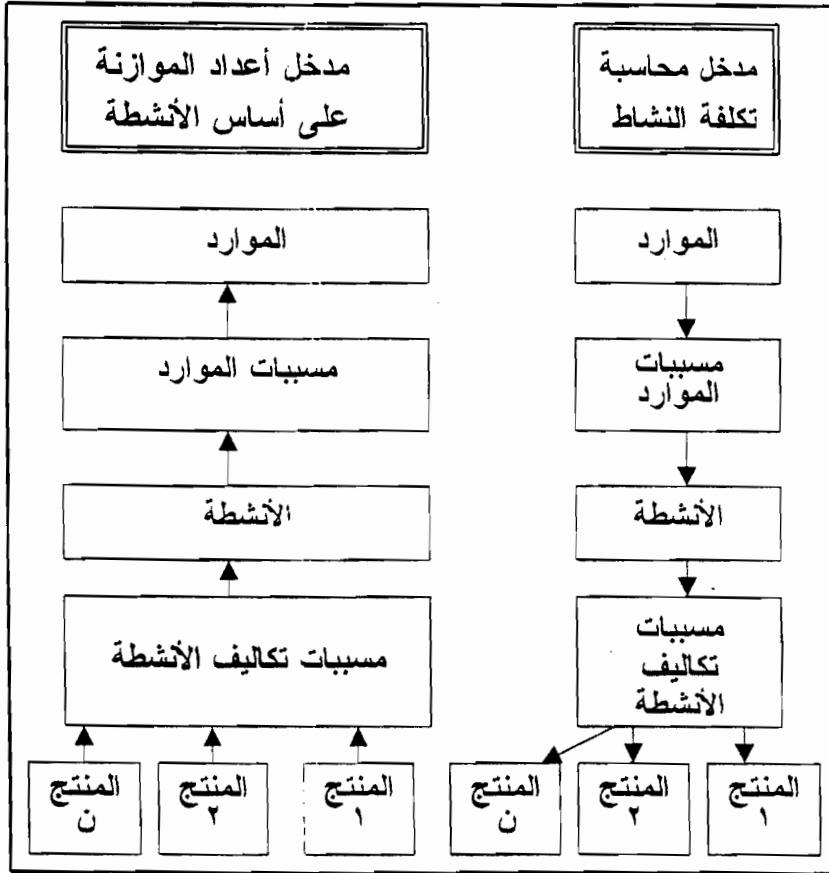 مدخل محاسبة
تكلفة النشاط
مدخل أعداد الموازنة
على أساس الأنشطة
الموارد
الموارد
مسببات
الموارد
مسببات الموارد
الأنشطة
الأنشطة
مسببات
تكاليف
الأنشطة
مسببات تكاليف الأنشطة
المنتج
١
المنتج
٢
المنتج
ن
المنتج
١
المنتج
٢
المنتج
ن